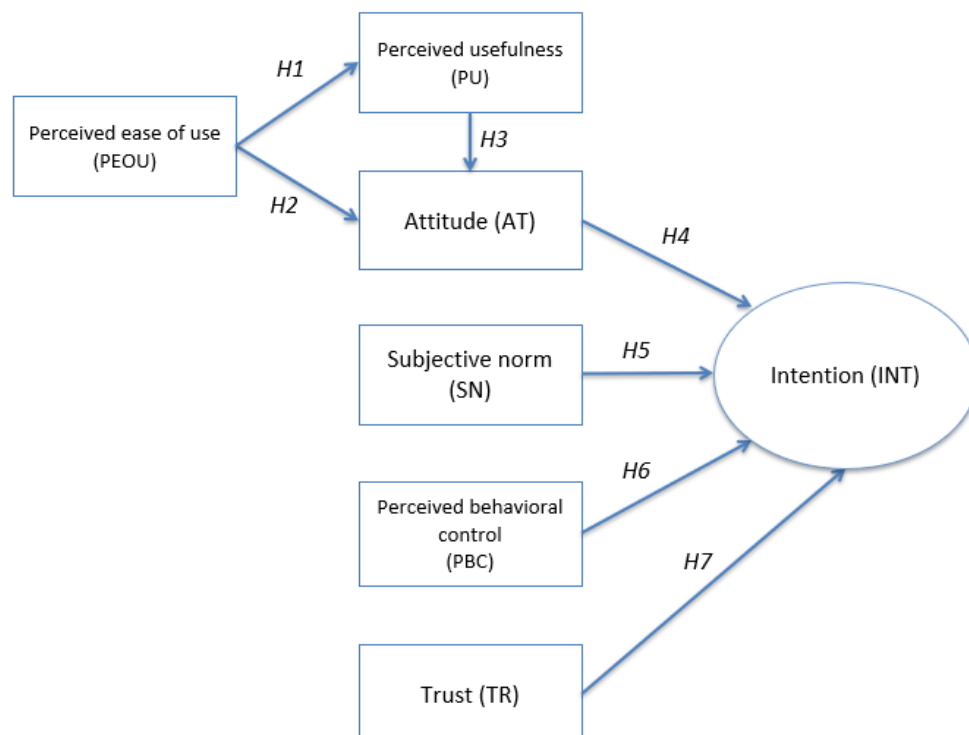 Perceived usefulness
(PU)
H1
Perceived ease of use
(PEOU)
H3
H2
Attitude (AT)
H4
Subjective norm
(SN)
H5
Intention (INT)
Perceived behavioral
control
(PBC)
H6
H7
Trust (TR)